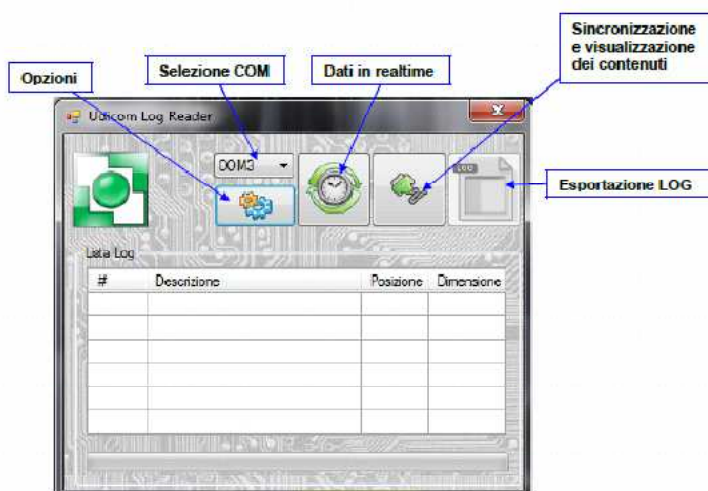 Sincronizzazione
e visualizzazione
dei contenuti
Opzioni
Selezione COM
Dati in realtime
Udicom Log Reader
COM3
LOG
Esportazione LOG
Lista Log
# Descrizione Posizione Dimensione